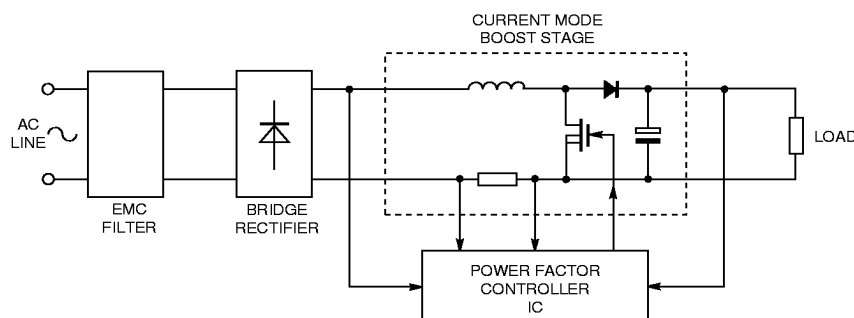 CURRENT MODE
BOOST STAGE
AC
LINE
LOAD
EMC
FILTER
BRIDGE
RECTIFIER
POWER FACTOR
CONTROLLER
IC